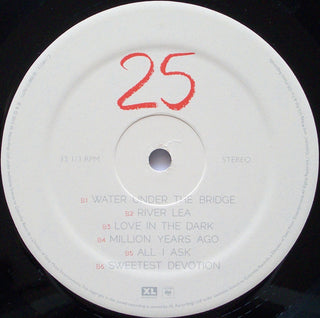 25
33 1/3 RPM
STEREO
B1 WATER UNDER THE BRIDGE
B2 RIVER LEA
B3 LOVE IN THE DARK
B4 MILLION YEARS AGO
B5 ALL I ASK
B6 SWEETEST DEVOTION
XL